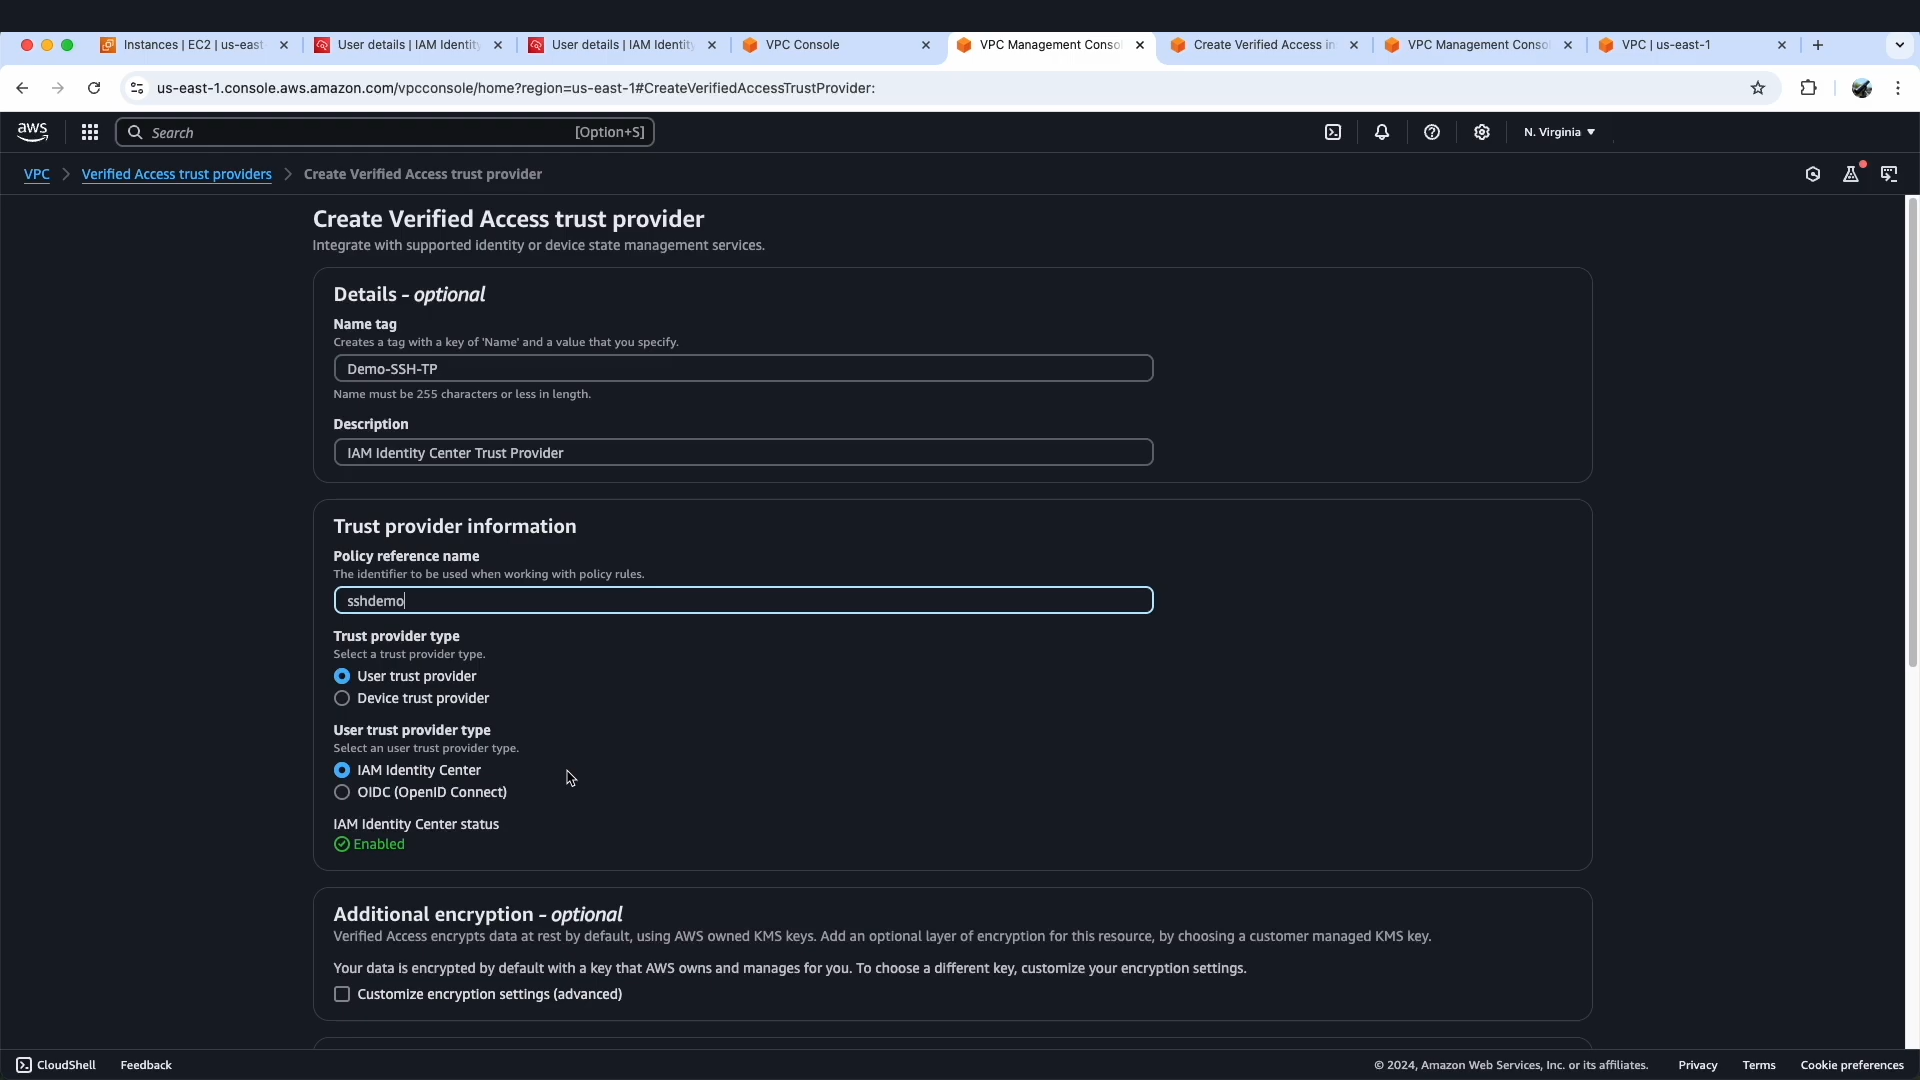 Instances | EC2 | us-east
User details | IAM Identity
User details | IAM Identity
VPC Console
VPC Management Consol
Create Verified Access in
VPC Management Consol
VPC | us-east-1
us-east-1.console.aws.amazon.com/vpcconsole/home?region=us-east-1#CreateVerifiedAccessTrustProvider:
aws
Search
[Option+S]
N. Virginia
VPC
Verified Access trust providers
Create Verified Access trust provider
Create Verified Access trust provider
Integrate with supported identity or device state management services.
Details - optional
Name tag
Creates a tag with a key of 'Name' and a value that you specify.
Demo-SSH-TP
Name must be 255 characters or less in length.
Description
IAM Identity Center Trust Provider
Trust provider information
Policy reference name
The identifier to be used when working with policy rules.
sshdemo
Trust provider type
Select a trust provider type.
User trust provider
Device trust provider
User trust provider type
Select an user trust provider type.
IAM Identity Center
OIDC (OpenID Connect)
IAM Identity Center status
Enabled
Additional encryption - optional
Verified Access encrypts data at rest by default, using AWS owned KMS keys. Add an optional layer of encryption for this resource, by choosing a customer managed KMS key.
Your data is encrypted by default with a key that AWS owns and manages for you. To choose a different key, customize your encryption settings.
Customize encryption settings (advanced)
CloudShell
Feedback
© 2024, Amazon Web Services, Inc. or its affiliates.
Privacy
Terms
Cookie preferences